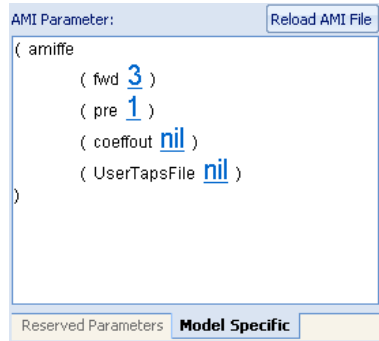 AMI Parameter: Reload AMI File
( amiffe
( fwd 3 )
( pre 1 )
( coeffout nil )
( UserTapsFile nil )
)
Reserved Parameters Model Specific